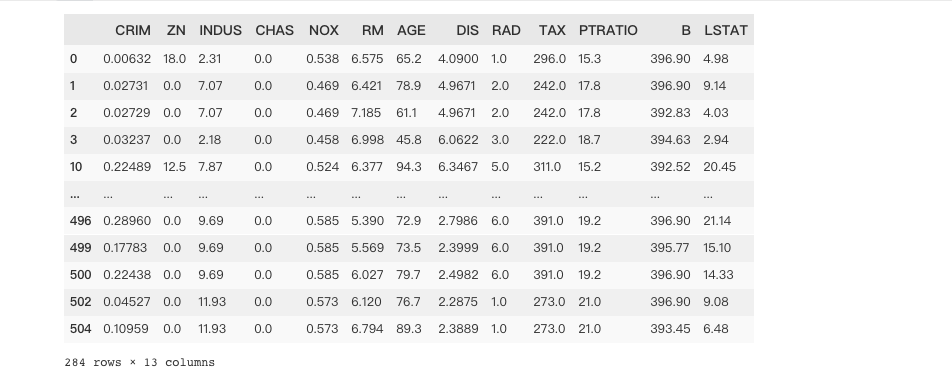 CRIM ZN INDUS CHAS NOX RM AGE DIS RAD TAX PTRATIO B LSTAT
0 0.00632 18.0 2.31 0.0 0.538 6.575 65.2 4.0900 1.0 296.0 15.3 396.90 4.98
1 0.02731 0.0 7.07 0.0 0.469 6.421 78.9 4.9671 2.0 242.0 17.8 396.90 9.14
2 0.02729 0.0 7.07 0.0 0.469 7.185 61.1 4.9671 2.0 242.0 17.8 392.83 4.03
3 0.03237 0.0 2.18 0.0 0.458 6.998 45.8 6.0622 3.0 222.0 18.7 394.63 2.94
10 0.22489 12.5 7.87 0.0 0.524 6.377 94.3 6.3467 5.0 311.0 15.2 392.52 20.45
... ... ... ... ... ... ... ... ... ... ... ... ... ...
496 0.28960 0.0 9.69 0.0 0.585 5.390 72.9 2.7986 6.0 391.0 19.2 396.90 21.14
499 0.17783 0.0 9.69 0.0 0.585 5.569 73.5 2.3999 6.0 391.0 19.2 395.77 15.10
500 0.22438 0.0 9.69 0.0 0.585 6.027 79.7 2.4982 6.0 391.0 19.2 396.90 14.33
502 0.04527 0.0 11.93 0.0 0.573 6.120 76.7 2.2875 1.0 273.0 21.0 396.90 9.08
504 0.10959 0.0 11.93 0.0 0.573 6.794 89.3 2.3889 1.0 273.0 21.0 393.45 6.48
284 rows × 13 columns